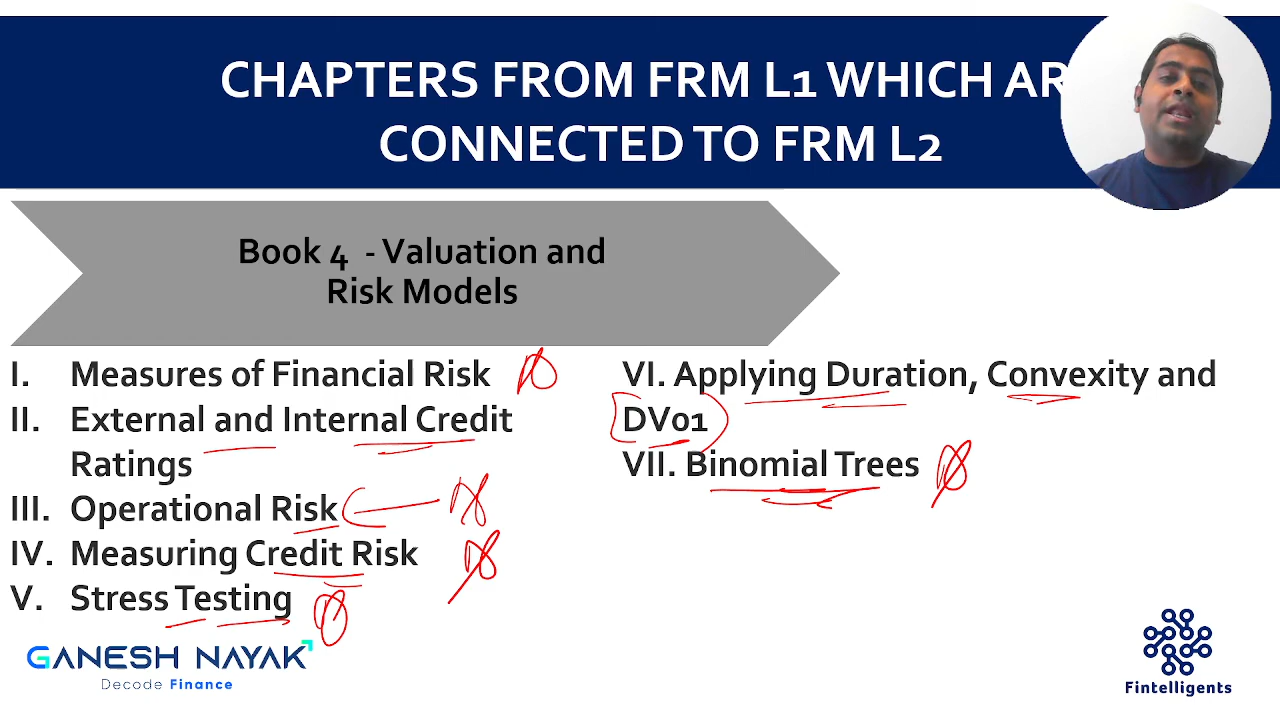 CHAPTERS FROM FRM L1 WHICH AR
CONNECTED TO FRM L2
Book 4 - Valuation and
Risk Models
I. Measures of Financial Risk
II. External and Internal Credit
Ratings
III. Operational Risk
IV. Measuring Credit Risk
V. Stress Testing
VI. Applying Duration, Convexity and
DV01
VII. Binomial Trees
GANESH NAYAK
Decode Finance
Fintelligents